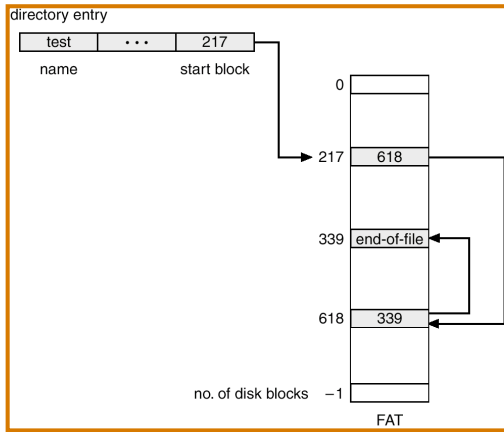 directory entry
test ••• 217
name start block
0
217 618
339 end-of-file
618 339
no. of disk blocks −1
FAT